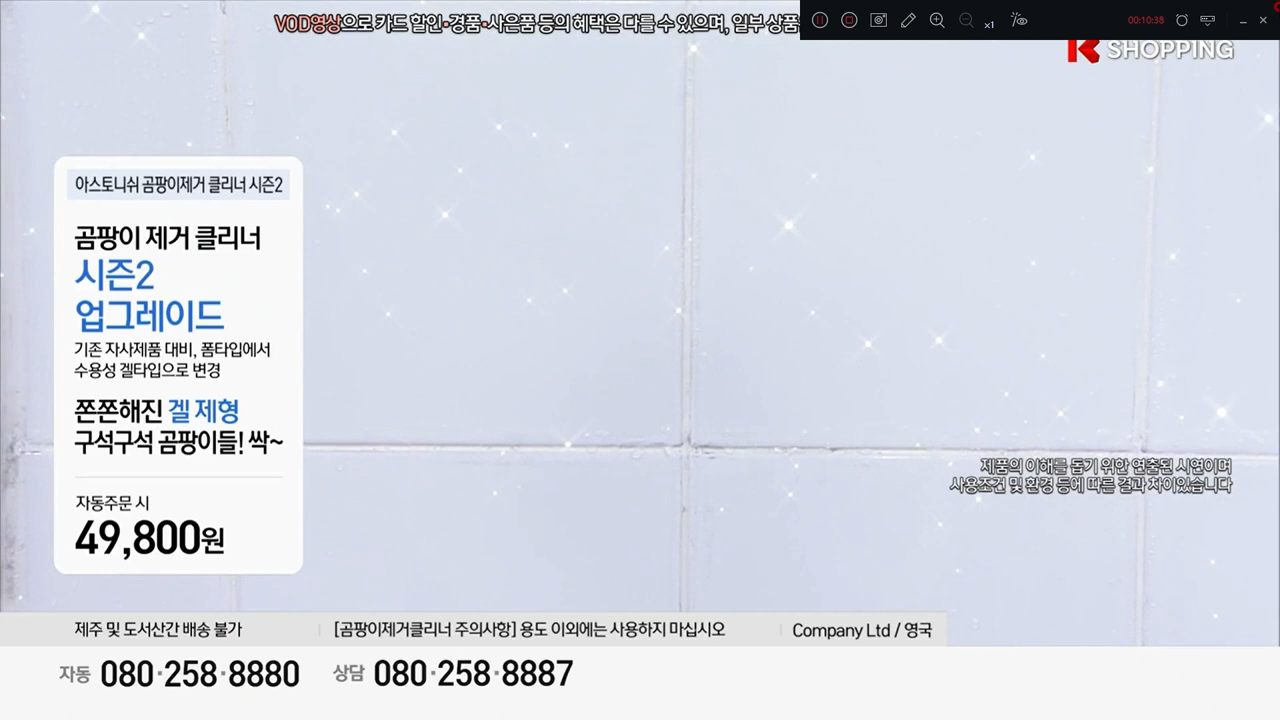 VOD영상으로 카드 할인•경품•사은품 등의 혜택은 다를 수 있으며, 일부 상품
x1
00:10:38
K SHOPPING
아스토니쉬 곰팡이제거 클리너 시즌2
곰팡이 제거 클리너
시즌2
업그레이드
기존 자사제품 대비, 폼타입에서
수용성 겔타입으로 변경
쫀쫀해진 겔 제형
구석구석 곰팡이들! 싹~
자동주문 시
49,800원
제품의 이해를 돕기 위한 연출된 시연이며
사용조건 및 환경 등에 따른 결과 차이있습니다
제주 및 도서산간 배송 불가
[곰팡이제거클리너 주의사항] 용도 이외에는 사용하지 마십시오
Company Ltd / 영국
자동 080·258·8880
상담 080·258·8887